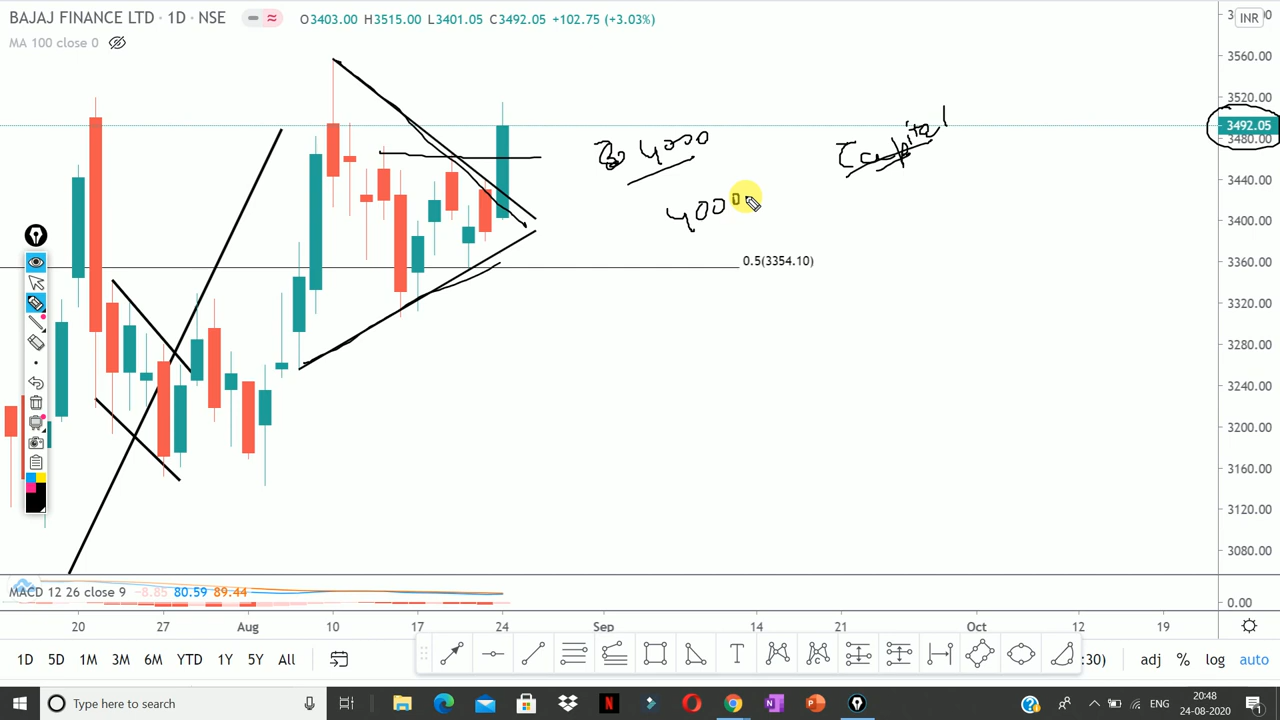 BAJAJ FINANCE LTD · 1D · NSE O3403.00 H3515.00 L3401.05 C3492.05 +102.75 (+3.03%) INR
MA 100 close 0
3560.00
3520.00
3492.05
3480.00
3440.00
3400.00
3360.00
3320.00
3280.00
3240.00
3200.00
3160.00
3120.00
3080.00
4000
Capital
400
0.5(3354.10)
MACD 12 26 close 9 -8.85 80.59 89.44
0.00
20 27 Aug 10 17 24 Sep 14 21 Oct 12 19
1D 5D 1M 3M 6M YTD 1Y 5Y All :30) adj % log auto
Type here to search
ENG
20:48
24-08-2020